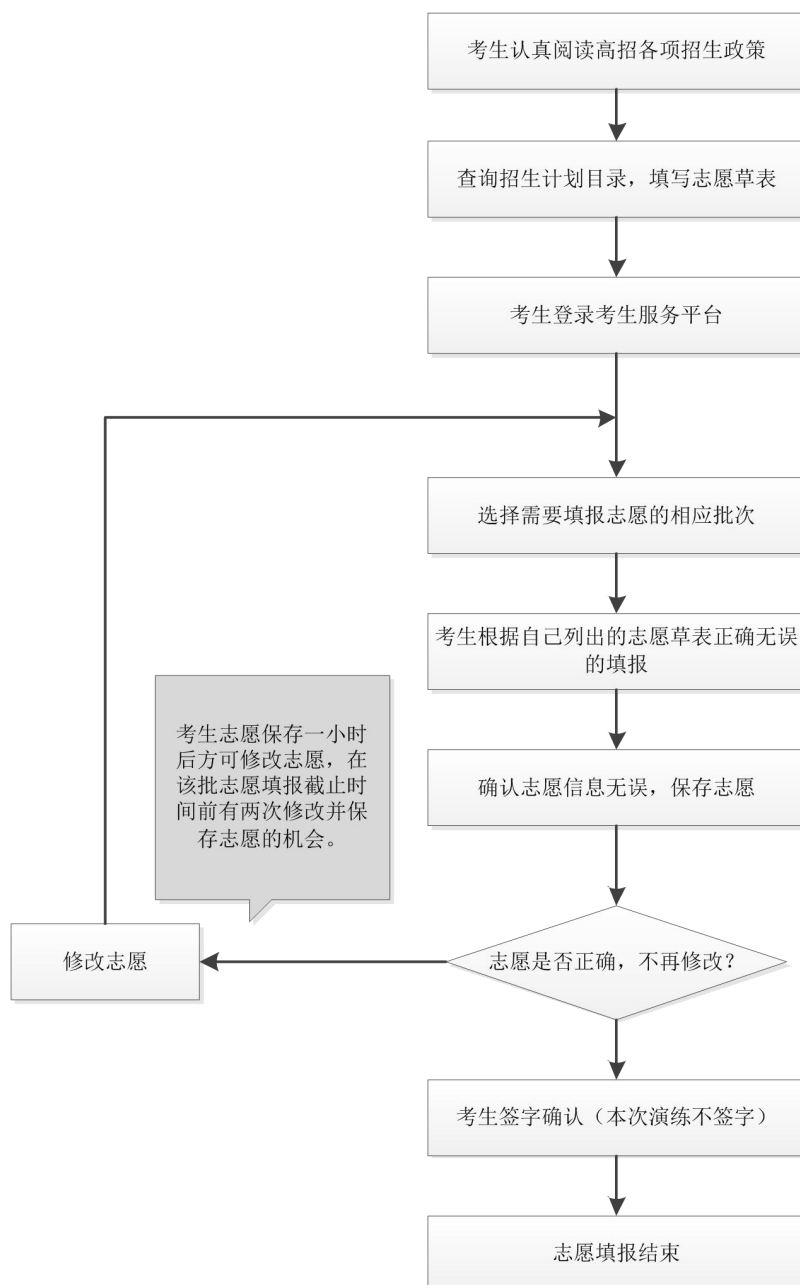 考生认真阅读高招各项招生政策
查询招生计划目录，填写志愿草表
考生登录考生服务平台
选择需要填报志愿的相应批次
考生根据自己列出的志愿草表正确无误
的填报
考生志愿保存一小时
后方可修改志愿，在
该批志愿填报截止时
间前有两次修改并保
存志愿的机会。
确认志愿信息无误，保存志愿
修改志愿
志愿是否正确，不再修改？
考生签字确认（本次演练不签字）
志愿填报结束